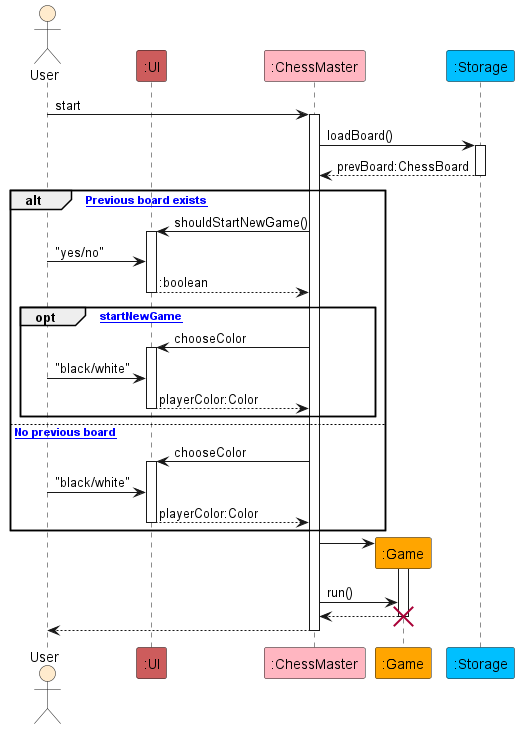 User
:UI
:ChessMaster
:Storage
start
loadBoard()
prevBoard:ChessBoard
alt
Previous board exists
shouldStartNewGame()
"yes/no"
:boolean
opt
startNewGame
chooseColor
"black/white"
playerColor:Color
No previous board
chooseColor
"black/white"
playerColor:Color
:Game
run()
User
:UI
:ChessMaster
:Game
:Storage